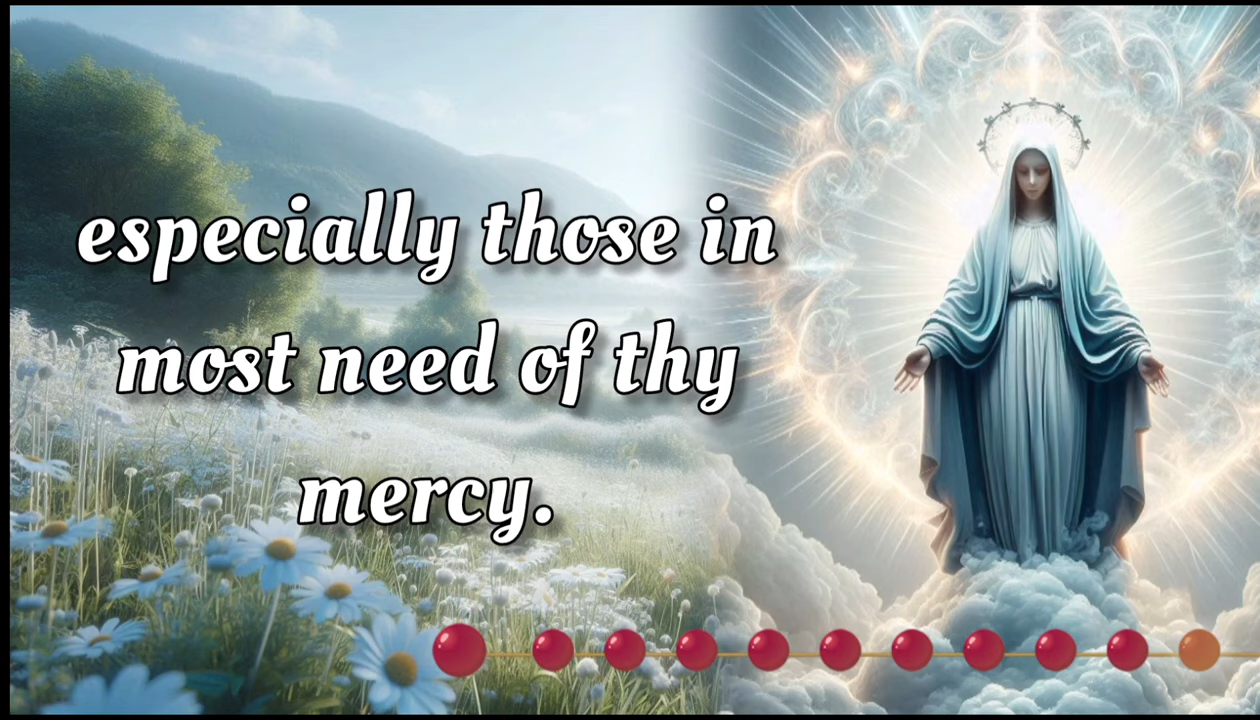 especially those in
most need of thy
mercy.